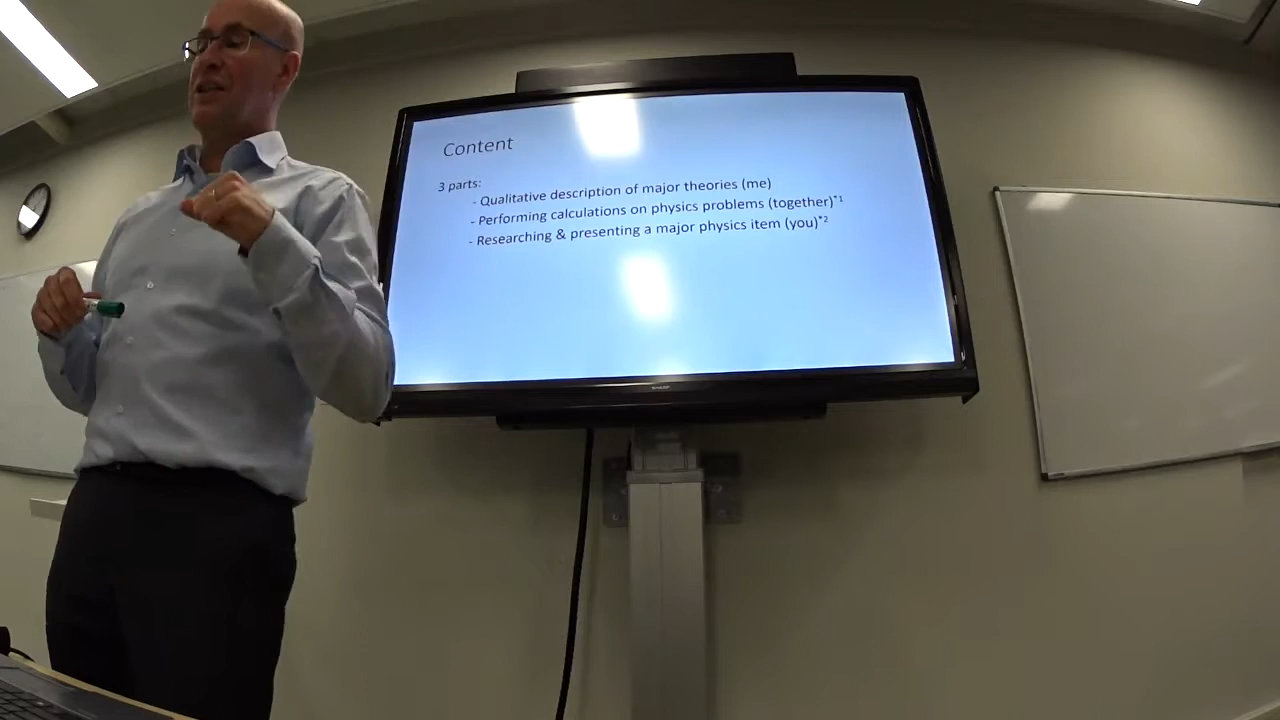 Content
3 parts:
- Qualitative description of major theories (me)
- Performing calculations on physics problems (together)*1
- Researching & presenting a major physics item (you)*2
SHARP